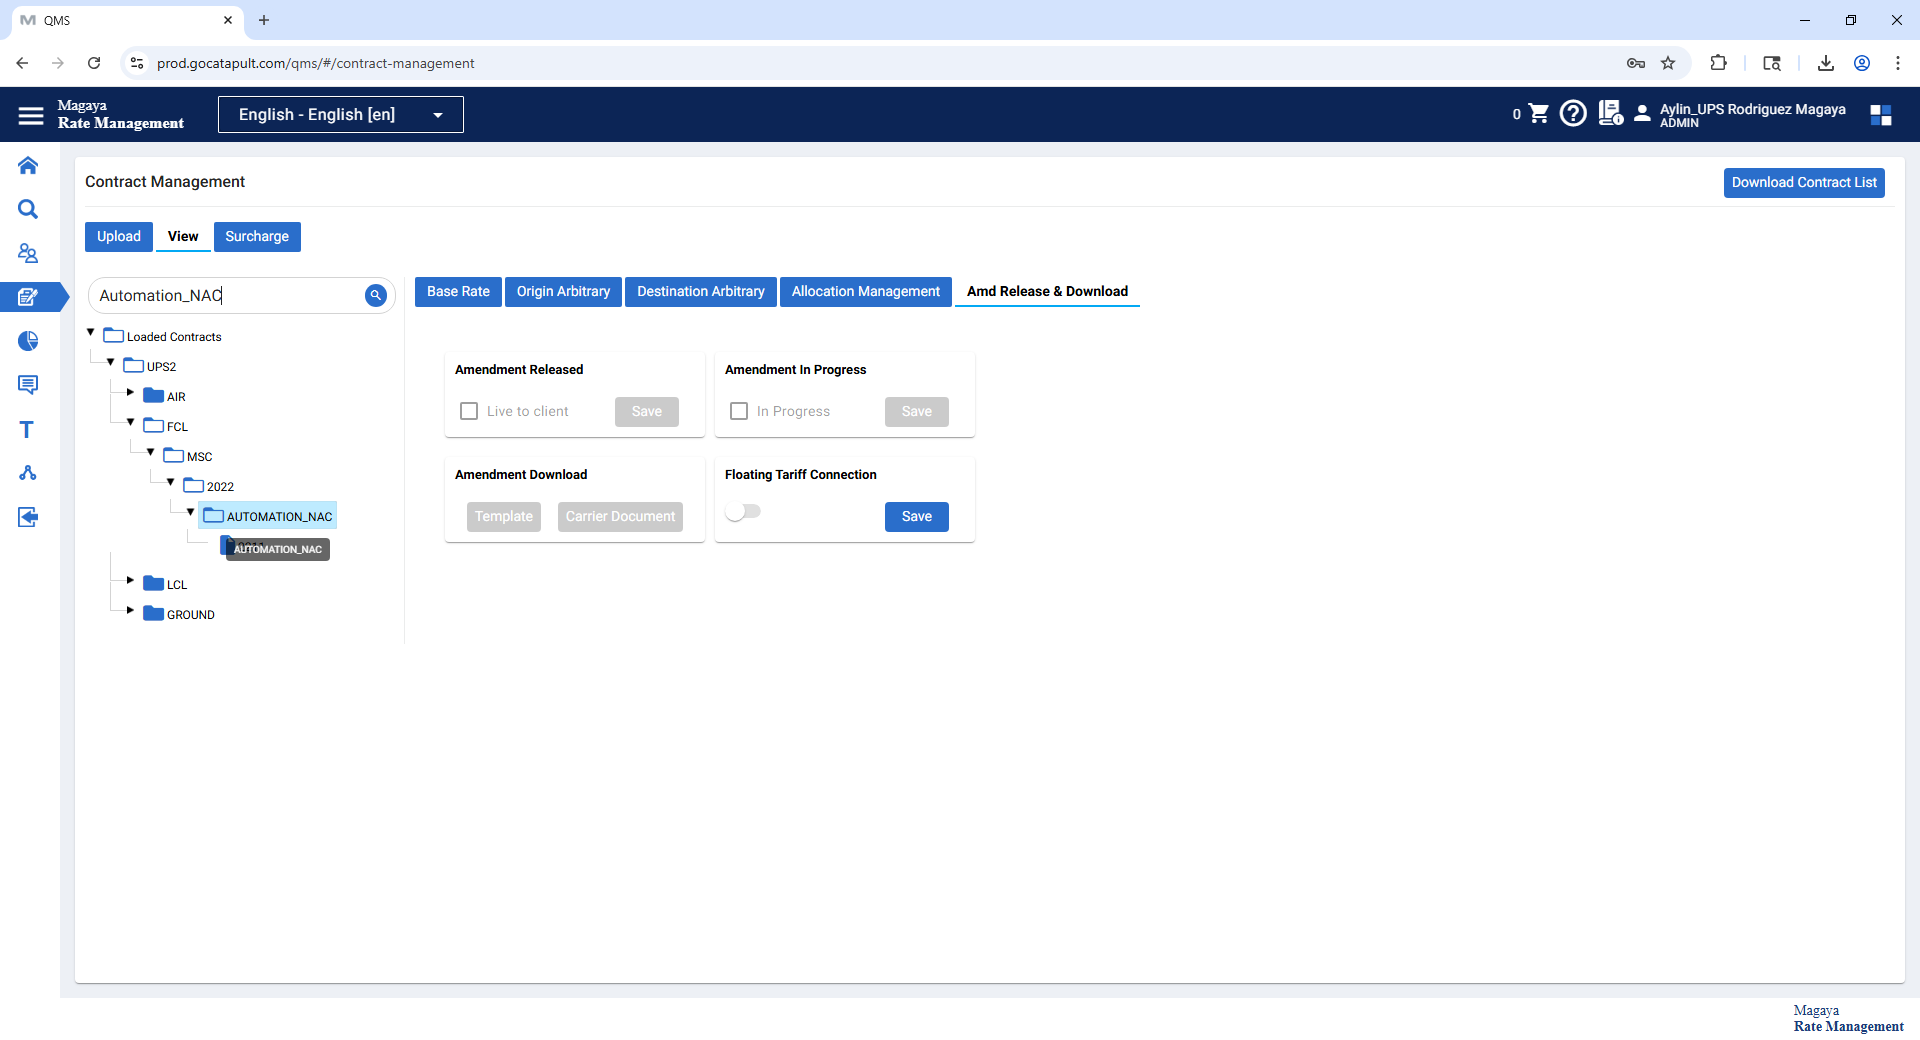 QMS
prod.gocatapult.com/qms/#/contract-management
Magaya
Rate Management
English - English [en]
0
Aylin_UPS Rodriguez Magaya
ADMIN
Contract Management
Download Contract List
Upload
View
Surcharge
Automation_NAC
Base Rate
Origin Arbitrary
Destination Arbitrary
Allocation Management
Amd Release & Download
Loaded Contracts
UPS2
AIR
FCL
MSC
2022
AUTOMATION_NAC
AUTOMATION_NAC
LCL
GROUND
Amendment Released
Live to client
Save
Amendment In Progress
In Progress
Save
Amendment Download
Template
Carrier Document
Floating Tariff Connection
Save
T
Magaya
Rate Management